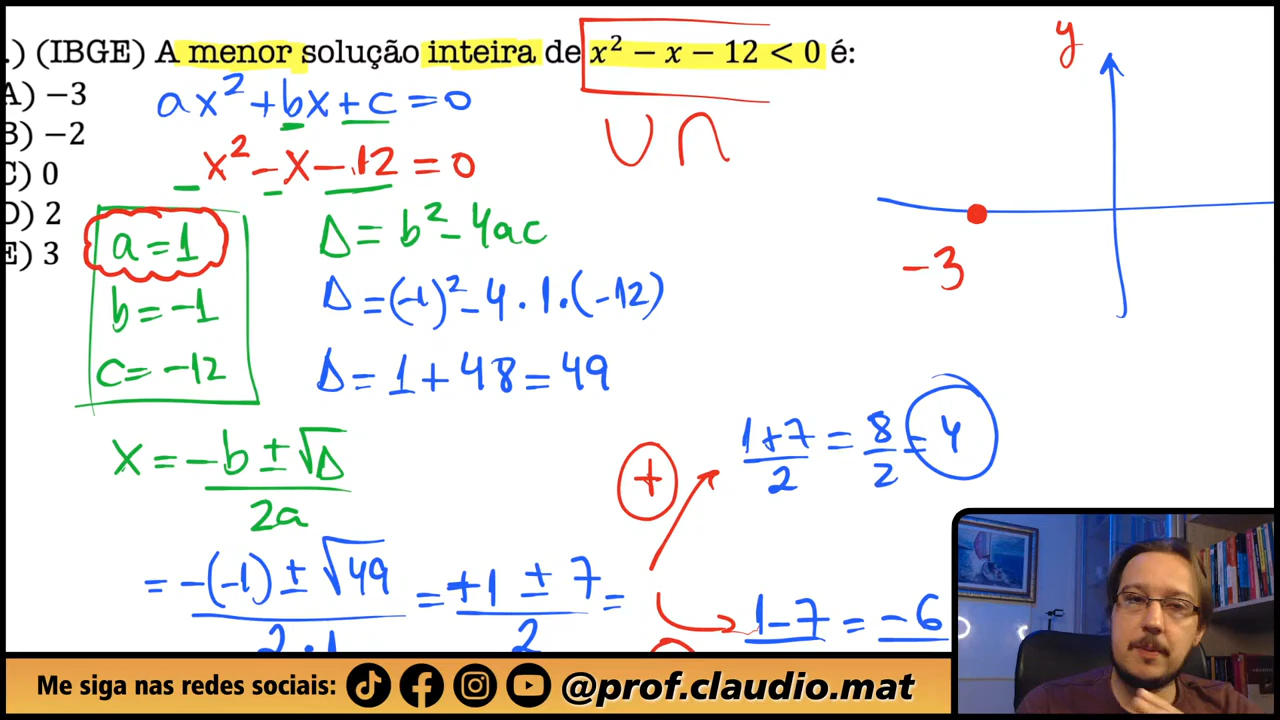 .) (IBGE) A menor solução inteira de x² − x − 12 < 0 é:
A) −3
B) −2
C) 0
D) 2
E) 3
ax² + bx + c = 0
x² − x − 12 = 0
∪ ∩
a = 1
b = −1
c = −12
Δ = b² − 4ac
Δ = (−1)² − 4 · 1 · (−12)
Δ = 1 + 48 = 49
x = −b ± √Δ
2a
= −(−1) ± √49 = +1 ± 7 =
2 · 1 2
+
1 + 7 = 8 = 4
2 2
1 − 7 = −6
y
−3
Me siga nas redes sociais: @prof.claudio.mat